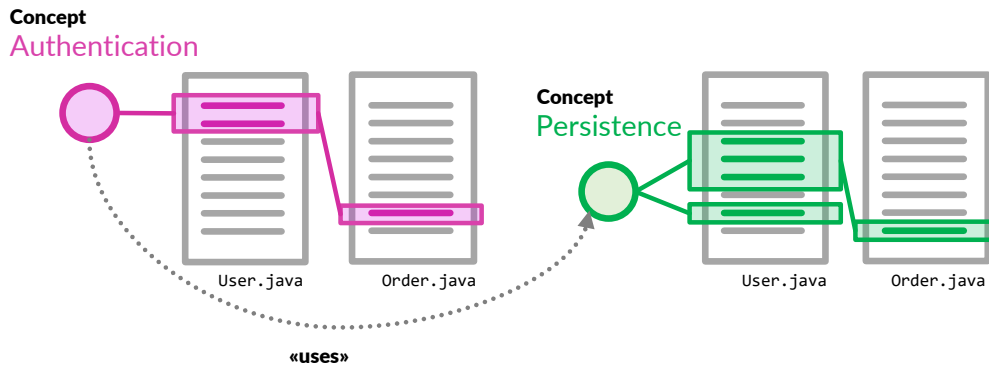 Concept
Authentication
Concept
Persistence
User.java
Order.java
User.java
Order.java
«uses»